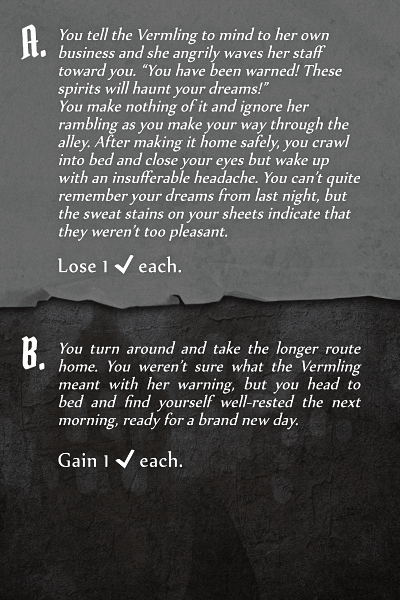 A.
You tell the Vermling to mind to her own
business and she angrily waves her staff
toward you. “You have been warned! These
spirits will haunt your dreams!”
You make nothing of it and ignore her
rambling as you make your way through the
alley. After making it home safely, you crawl
into bed and close your eyes but wake up
with an insufferable headache. You can’t quite
remember your dreams from last night, but
the sweat stains on your sheets indicate that
they weren’t too pleasant.
Lose 1 ✔ each.
B.
You turn around and take the longer route
home. You weren’t sure what the Vermling
meant with her warning, but you head to
bed and find yourself well-rested the next
morning, ready for a brand new day.
Gain 1 ✔ each.